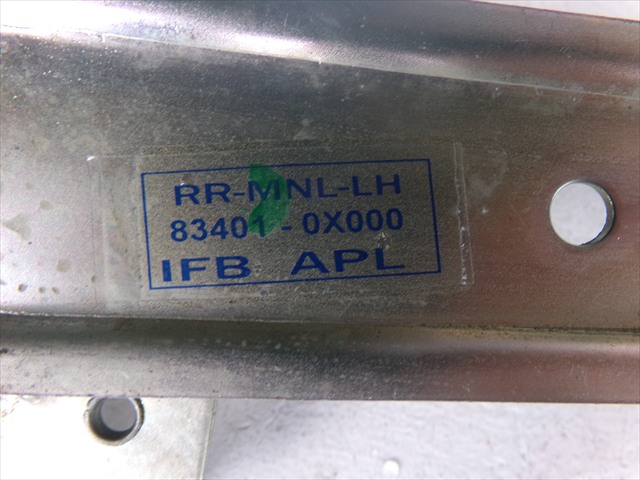 RR-MNL-LH
83401-0X000
IFB APL